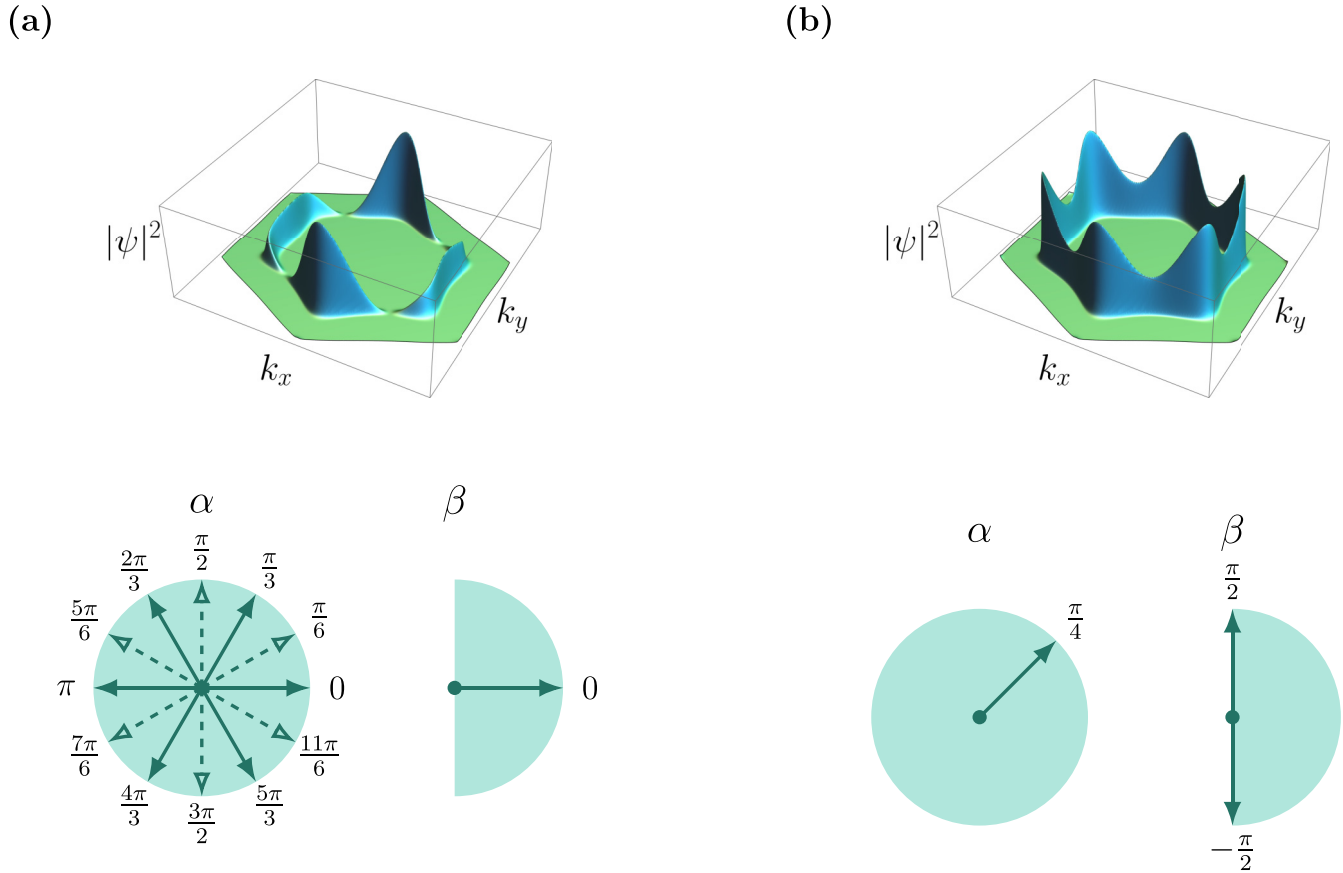 (a)
(b)
|ψ|²
k_x
k_y
|ψ|²
k_x
k_y
α
β
π/2
2π/3
π/3
5π/6
π/6
π
0
7π/6
11π/6
4π/3
3π/2
5π/3
0
α
β
π/4
π/2
−π/2